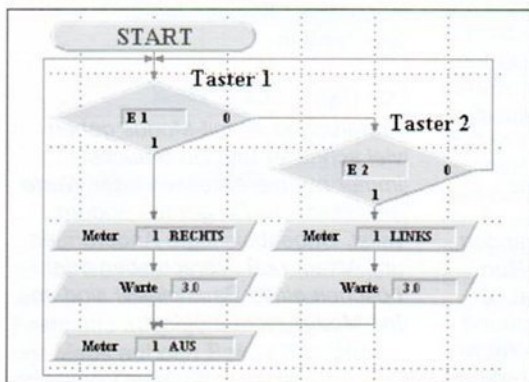 START
Taster 1
E 1 0
1
Taster 2
E 2 0
1
Motor 1 RECHTS
Motor 1 LINKS
Warte 3.0
Warte 3.0
Motor 1 AUS